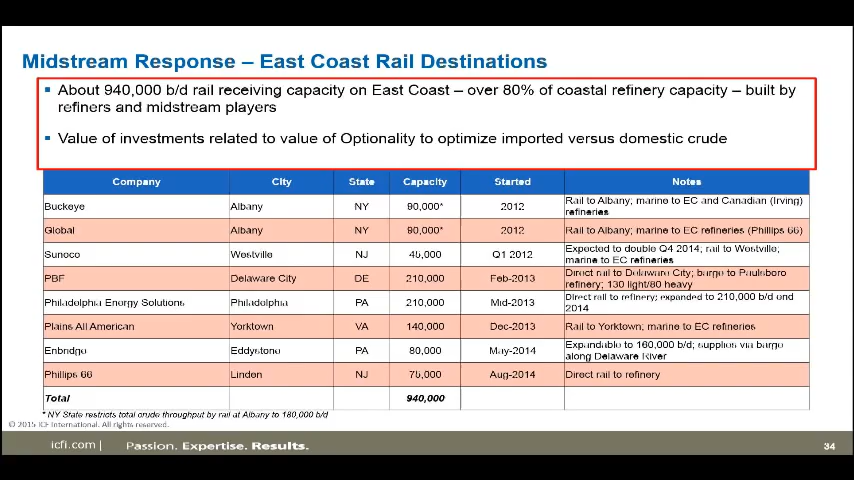 Midstream Response – East Coast Rail Destinations
▪ About 940,000 b/d rail receiving capacity on East Coast – over 80% of coastal refinery capacity – built by
refiners and midstream players
▪ Value of investments related to value of Optionality to optimize imported versus domestic crude
Company City State Capacity Started Notes
Buckeye Albany NY 90,000* 2012 Rail to Albany; marine to EC and Canadian (Irving)
refineries
Global Albany NY 90,000* 2012 Rail to Albany; marine to EC refineries (Phillips 66)
Sunoco Westville NJ 45,000 Q1 2012 Expected to double Q4 2014; rail to Westville;
marine to EC refineries
PBF Delaware City DE 210,000 Feb-2013 Direct rail to Delaware City; barge to Paulsboro
refinery; 130 light/80 heavy
Philadelphia Energy Solutions Philadelphia PA 210,000 Mid-2013 Direct rail to refinery; expanded to 210,000 b/d end
2014
Plains All American Yorktown VA 140,000 Dec-2013 Rail to Yorktown; marine to EC refineries
Enbridge Eddystone PA 80,000 May-2014 Expandable to 160,000 b/d; supplies via barge
along Delaware River
Phillips 66 Linden NJ 75,000 Aug-2014 Direct rail to refinery
Total 940,000
* NY State restricts total crude throughput by rail at Albany to 180,000 b/d
© 2015 ICF International. All rights reserved.
icfi.com | Passion. Expertise. Results. 34